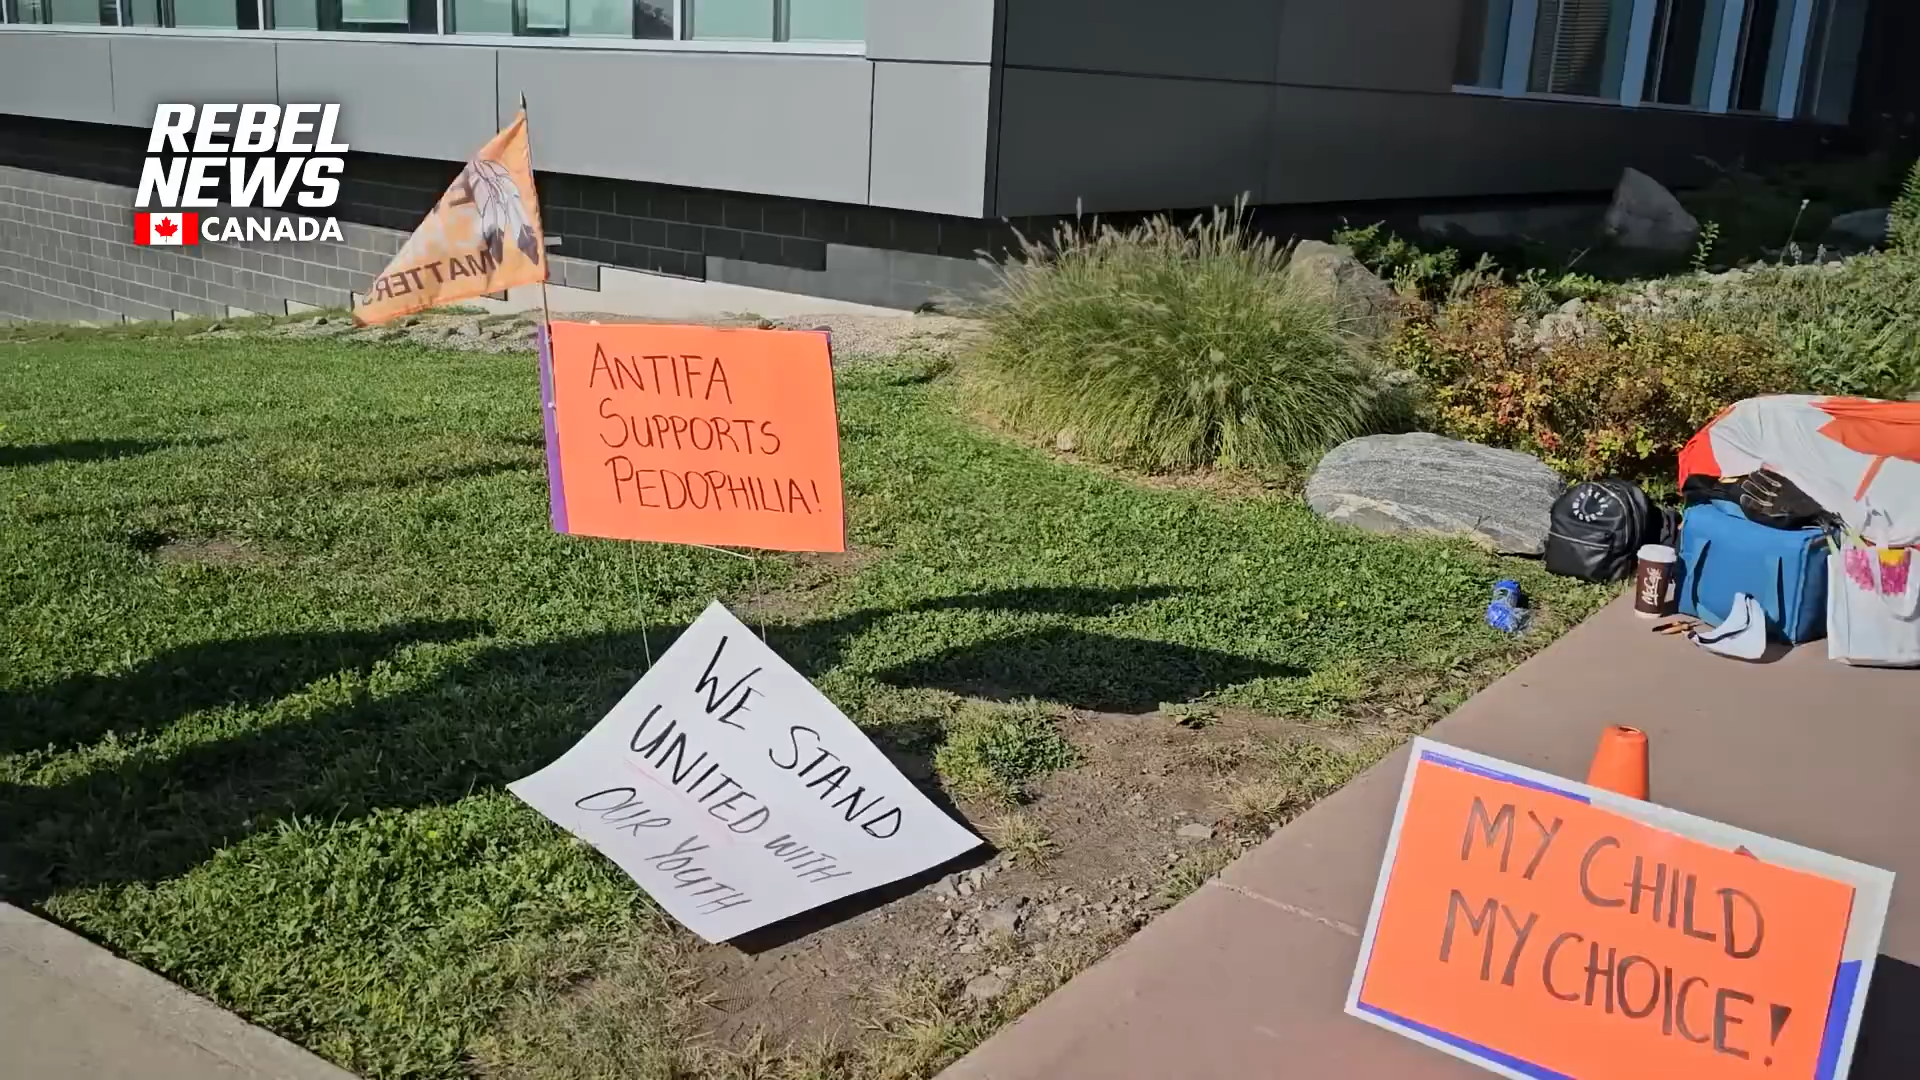 REBEL
NEWS
CANADA
MATTERS
ANTIFA
SUPPORTS
PEDOPHILIA!
WE STAND
UNITED WITH
OUR YOUTH
McCafé
MY CHILD
MY CHOICE!